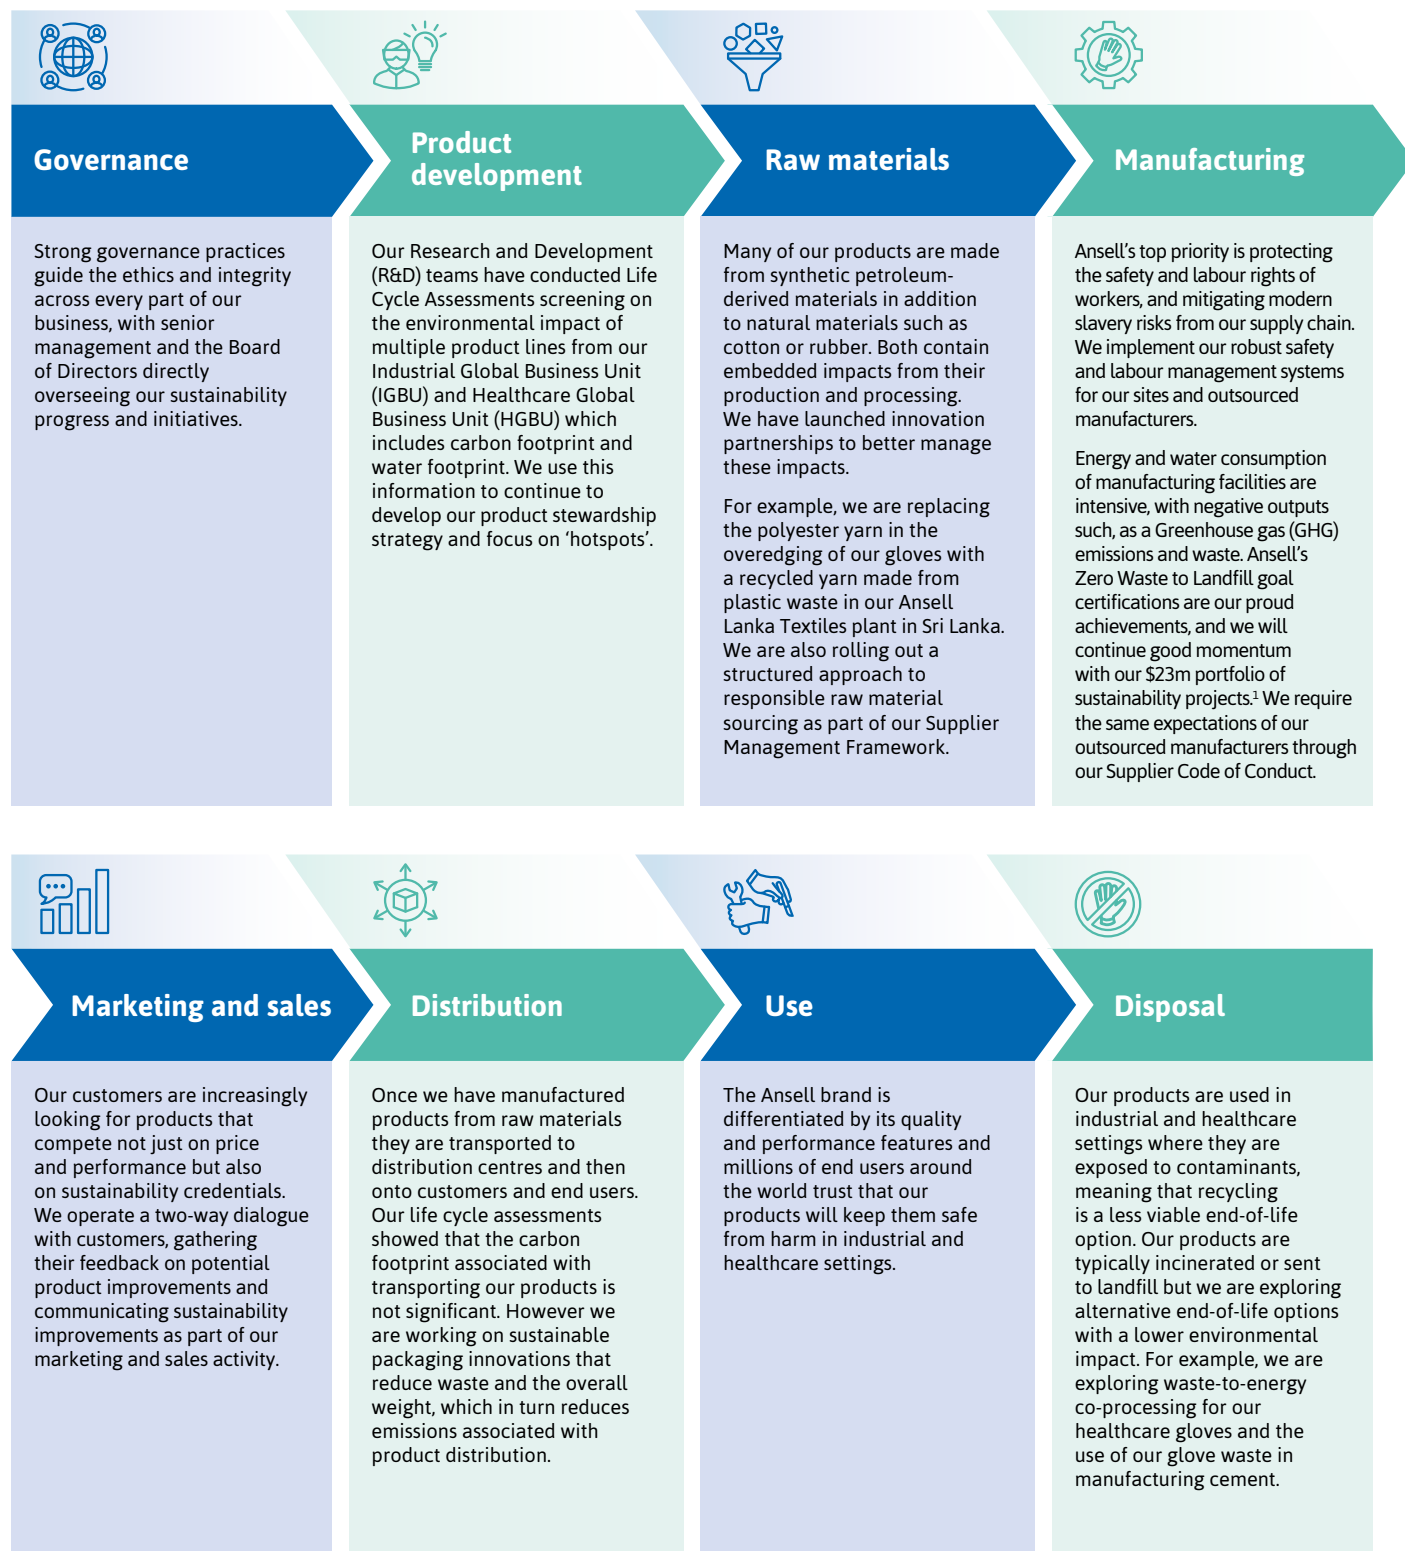 Governance
Strong governance practices
guide the ethics and integrity
across every part of our
business, with senior
management and the Board
of Directors directly
overseeing our sustainability
progress and initiatives.
Product
development
Our Research and Development
(R&D) teams have conducted Life
Cycle Assessments screening on
the environmental impact of
multiple product lines from our
Industrial Global Business Unit
(IGBU) and Healthcare Global
Business Unit (HGBU) which
includes carbon footprint and
water footprint. We use this
information to continue to
develop our product stewardship
strategy and focus on ‘hotspots’.
Raw materials
Many of our products are made
from synthetic petroleum-
derived materials in addition
to natural materials such as
cotton or rubber. Both contain
embedded impacts from their
production and processing.
We have launched innovation
partnerships to better manage
these impacts.
For example, we are replacing
the polyester yarn in the
overedging of our gloves with
a recycled yarn made from
plastic waste in our Ansell
Lanka Textiles plant in Sri Lanka.
We are also rolling out a
structured approach to
responsible raw material
sourcing as part of our Supplier
Management Framework.
Manufacturing
Ansell’s top priority is protecting
the safety and labour rights of
workers, and mitigating modern
slavery risks from our supply chain.
We implement our robust safety
and labour management systems
for our sites and outsourced
manufacturers.
Energy and water consumption
of manufacturing facilities are
intensive, with negative outputs
such, as a Greenhouse gas (GHG)
emissions and waste. Ansell’s
Zero Waste to Landfill goal
certifications are our proud
achievements, and we will
continue good momentum
with our $23m portfolio of
sustainability projects.¹ We require
the same expectations of our
outsourced manufacturers through
our Supplier Code of Conduct.
Marketing and sales
Our customers are increasingly
looking for products that
compete not just on price
and performance but also
on sustainability credentials.
We operate a two-way dialogue
with customers, gathering
their feedback on potential
product improvements and
communicating sustainability
improvements as part of our
marketing and sales activity.
Distribution
Once we have manufactured
products from raw materials
they are transported to
distribution centres and then
onto customers and end users.
Our life cycle assessments
showed that the carbon
footprint associated with
transporting our products is
not significant. However we
are working on sustainable
packaging innovations that
reduce waste and the overall
weight, which in turn reduces
emissions associated with
product distribution.
Use
The Ansell brand is
differentiated by its quality
and performance features and
millions of end users around
the world trust that our
products will keep them safe
from harm in industrial and
healthcare settings.
Disposal
Our products are used in
industrial and healthcare
settings where they are
exposed to contaminants,
meaning that recycling
is a less viable end-of-life
option. Our products are
typically incinerated or sent
to landfill but we are exploring
alternative end-of-life options
with a lower environmental
impact. For example, we are
exploring waste-to-energy
co-processing for our
healthcare gloves and the
use of our glove waste in
manufacturing cement.